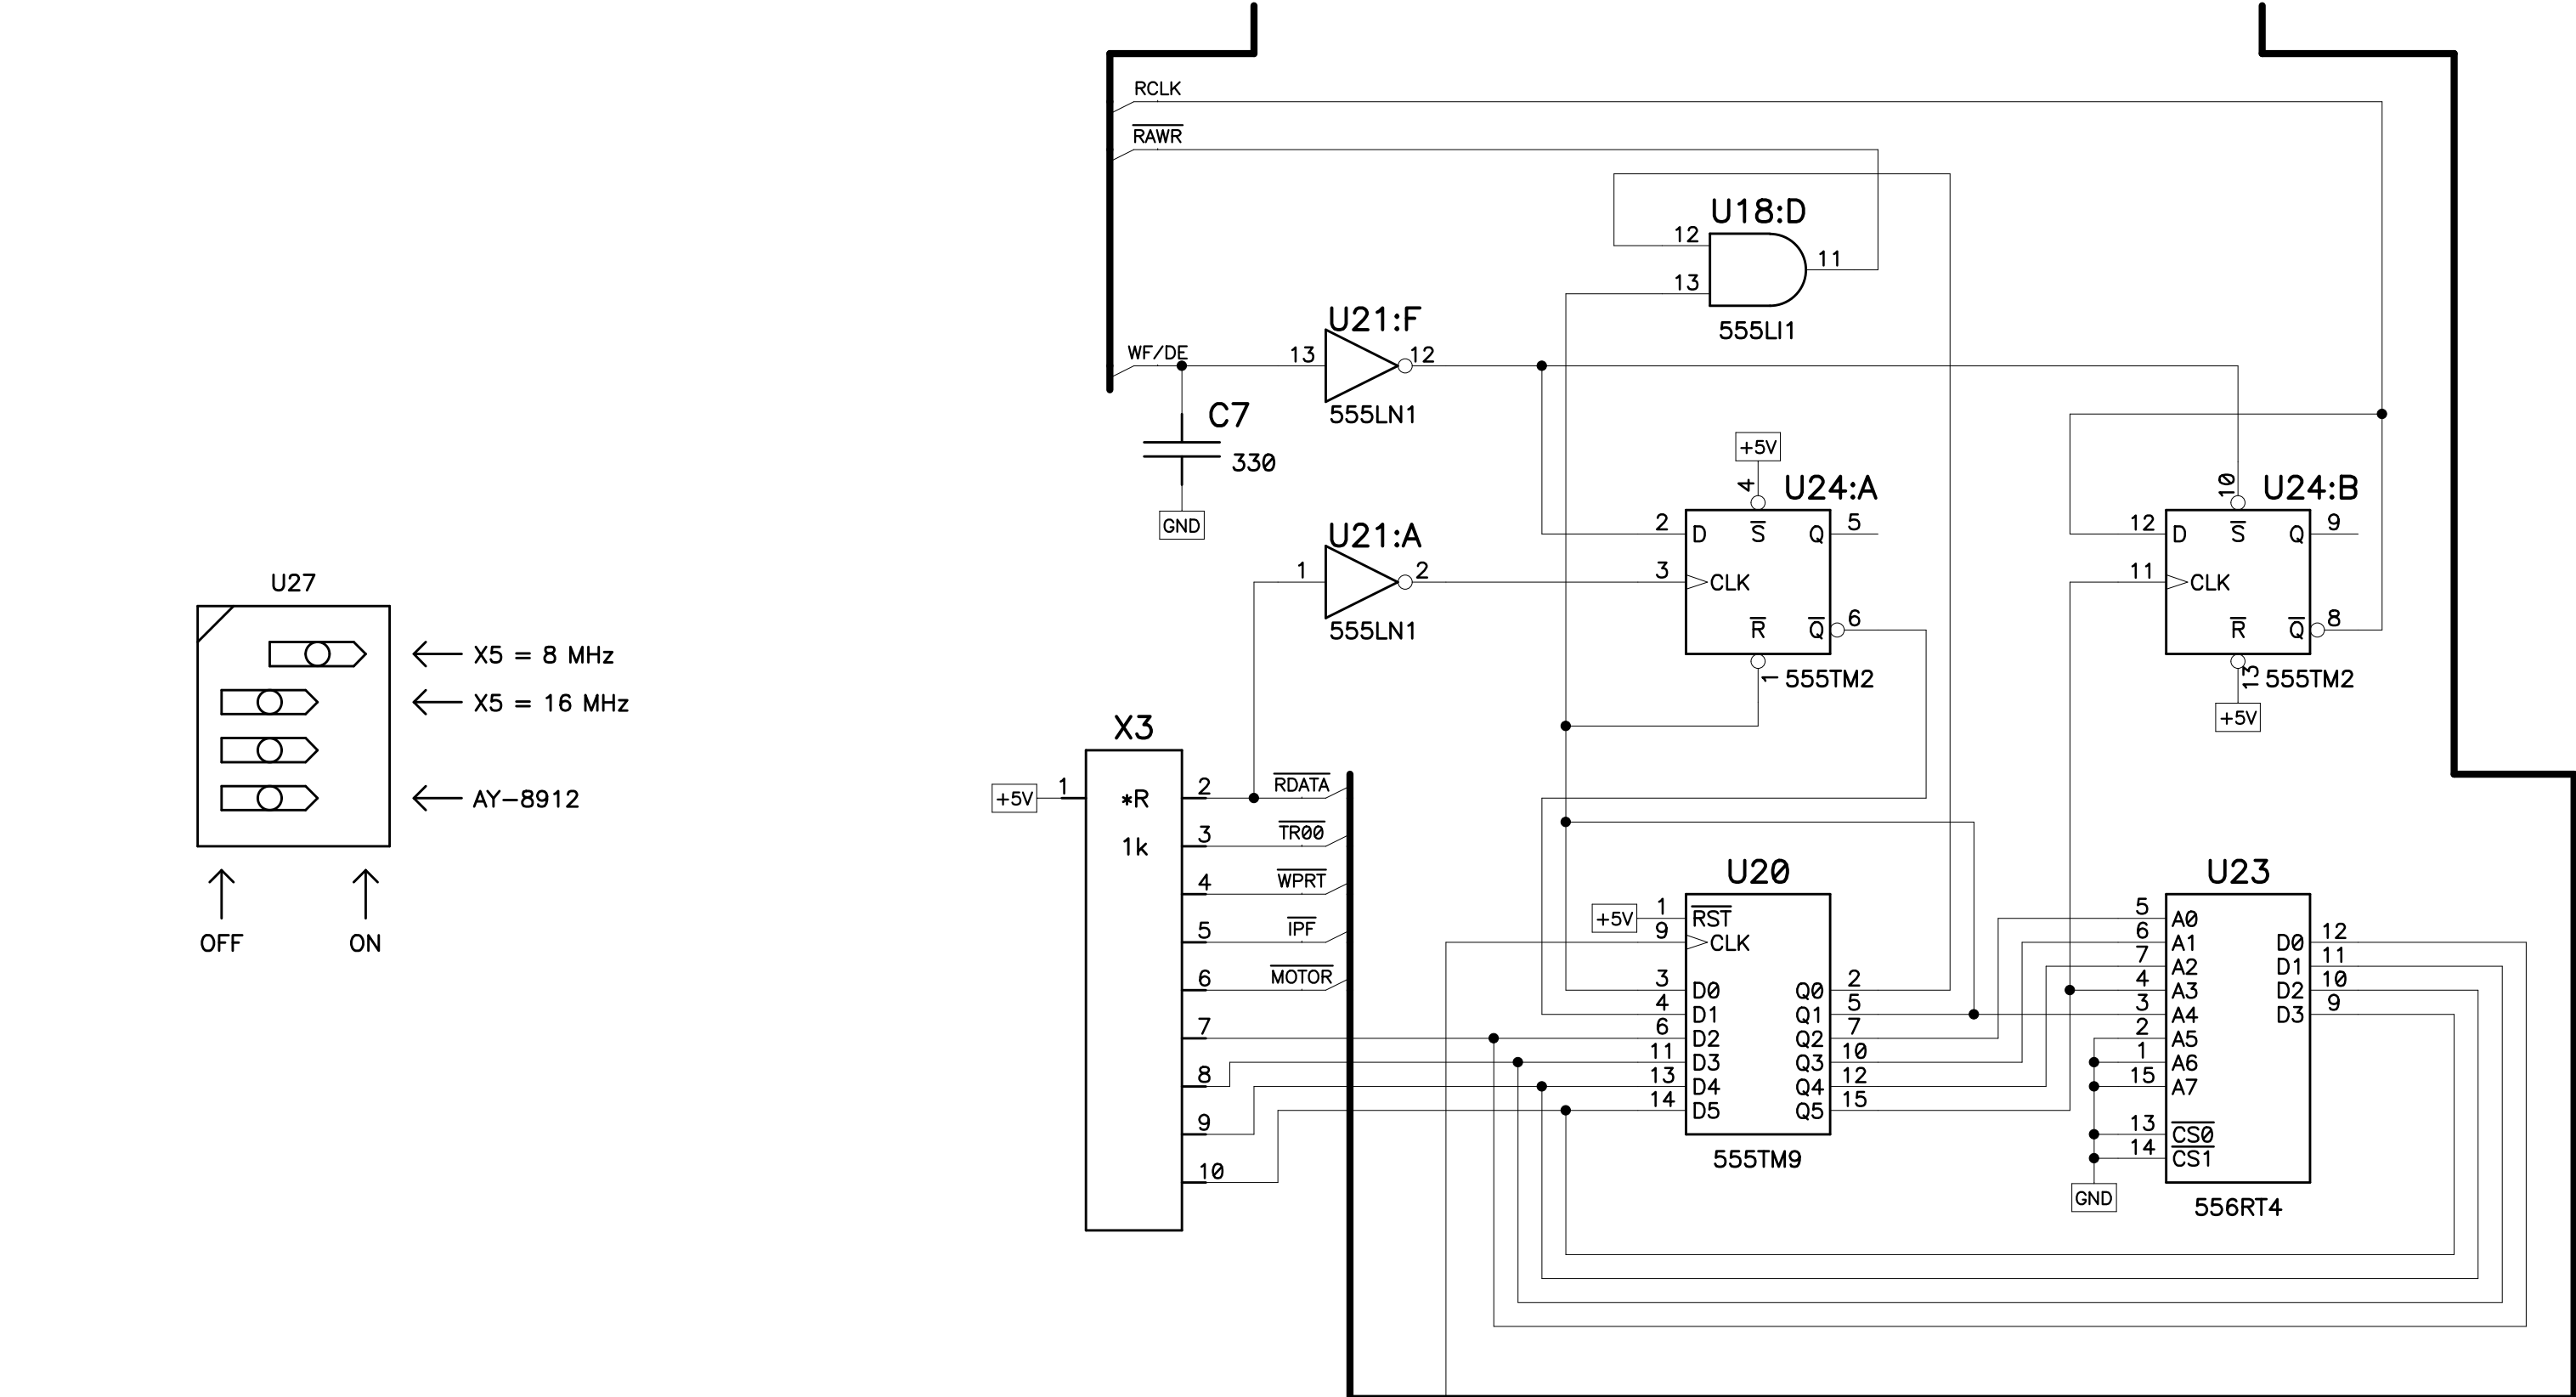 RCLK
RAWR
U18:D
12
13
11
555LI1
WF/DE
13
U21:F
12
555LN1
C7
330
GND
+5V
4
U24:A
2 D S Q 5
3 CLK
R Q 6
1
555TM2
10
U24:B
12 D S Q 9
11 CLK
R Q 8
13
555TM2
+5V
U21:A
1
2
555LN1
U27
X5 = 8 MHz
X5 = 16 MHz
AY-8912
OFF
ON
X3
+5V
1
*R
1k
2 RDATA
3 TR00
4 WPRT
5 IPF
6 MOTOR
7
8
9
10
U20
+5V
1 RST
9 CLK
3 D0 Q0 2
4 D1 Q1 5
6 D2 Q2 7
11 D3 Q3 10
13 D4 Q4 12
14 D5 Q5 15
555TM9
U23
5 A0
6 A1 D0 12
7 A2 D1 11
4 A3 D2 10
3 A4 D3 9
2 A5
1 A6
15 A7
13 CS0
14 CS1
GND
556RT4